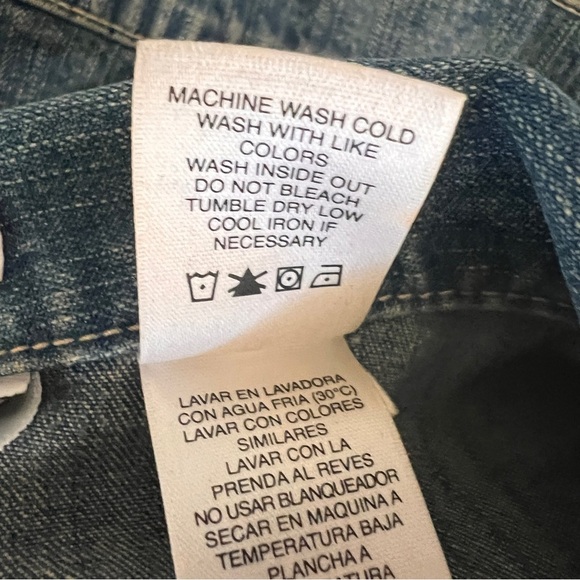 MACHINE WASH COLD
WASH WITH LIKE
COLORS
WASH INSIDE OUT
DO NOT BLEACH
TUMBLE DRY LOW
COOL IRON IF
NECESSARY
LAVAR EN LAVADORA
CON AGUA FRIA (30°C)
LAVAR CON COLORES
SIMILARES
LAVAR CON LA
PRENDA AL REVES
NO USAR BLANQUEADOR
SECAR EN MAQUINA A
TEMPERATURA BAJA
PLANCHA A
TEMPERATURA